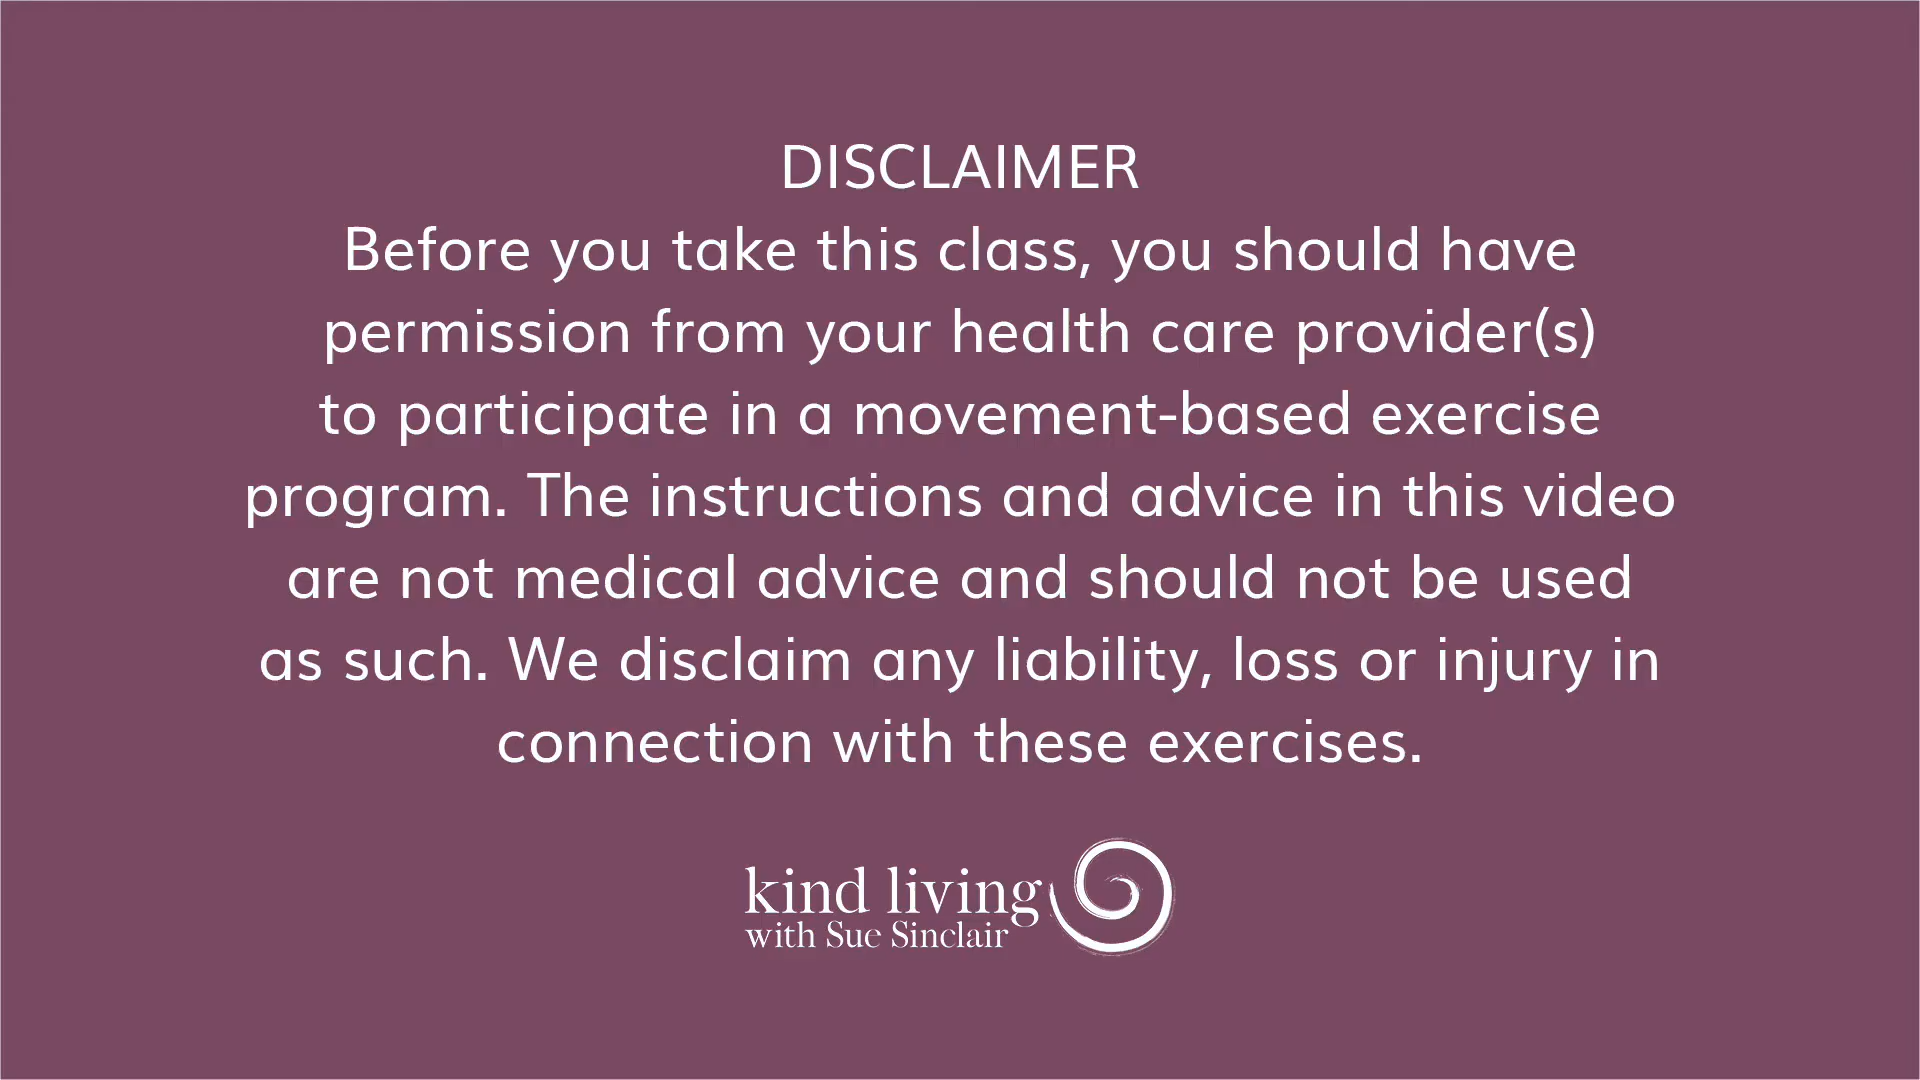 DISCLAIMER
Before you take this class, you should have
permission from your health care provider(s)
to participate in a movement-based exercise
program. The instructions and advice in this video
are not medical advice and should not be used
as such. We disclaim any liability, loss or injury in
connection with these exercises.
kind living
with Sue Sinclair